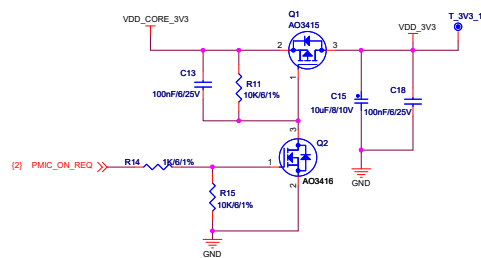 VDD_CORE_3V3
Q1
AO3415
VDD_3V3
T_3V3_1
2
3
1
C13
100nF/6/25V
R11
10K/6/1%
C15
10uF/8/10V
C18
100nF/6/25V
GND
3
Q2
{2} PMIC_ON_REQ
R14
1K/6/1%
1
AO3416
2
R15
10K/6/1%
GND